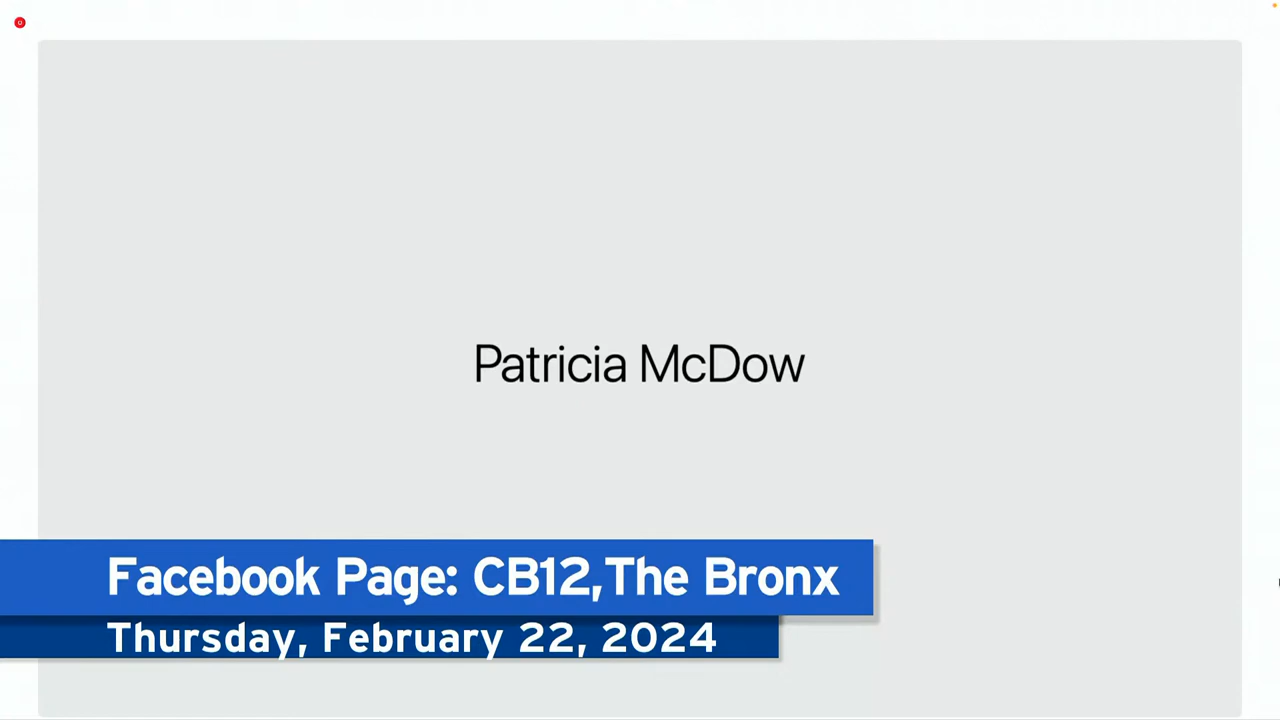 Patricia McDow
Facebook Page: CB12,The Bronx
Thursday, February 22, 2024